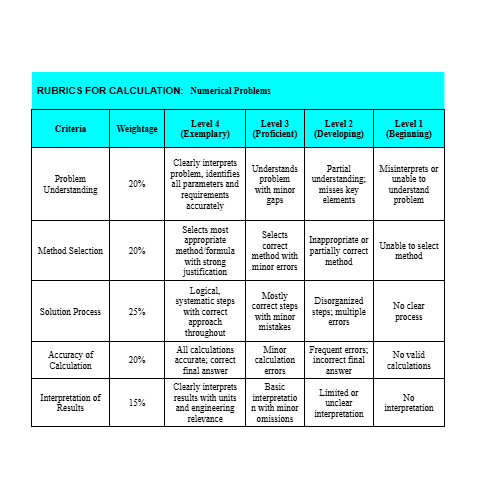 RUBRICS FOR CALCULATION: Numerical Problems
Criteria
Weightage
Level 4
(Exemplary)
Level 3
(Proficient)
Level 2
(Developing)
Level 1
(Beginning)
Problem
Understanding
20%
Clearly interprets
problem, identifies
all parameters and
requirements
accurately
Understands
problem
with minor
gaps
Partial
understanding;
misses key
elements
Misinterprets or
unable to
understand
problem
Method Selection
20%
Selects most
appropriate
method/formula
with strong
justification
Selects
correct
method with
minor errors
Inappropriate or
partially correct
method
Unable to select
method
Solution Process
25%
Logical,
systematic steps
with correct
approach
throughout
Mostly
correct steps
with minor
mistakes
Disorganized
steps; multiple
errors
No clear
process
Accuracy of
Calculation
20%
All calculations
accurate; correct
final answer
Minor
calculation
errors
Frequent errors;
incorrect final
answer
No valid
calculations
Interpretation of
Results
15%
Clearly interprets
results with units
and engineering
relevance
Basic
interpretatio
n with minor
omissions
Limited or
unclear
interpretation
No
interpretation